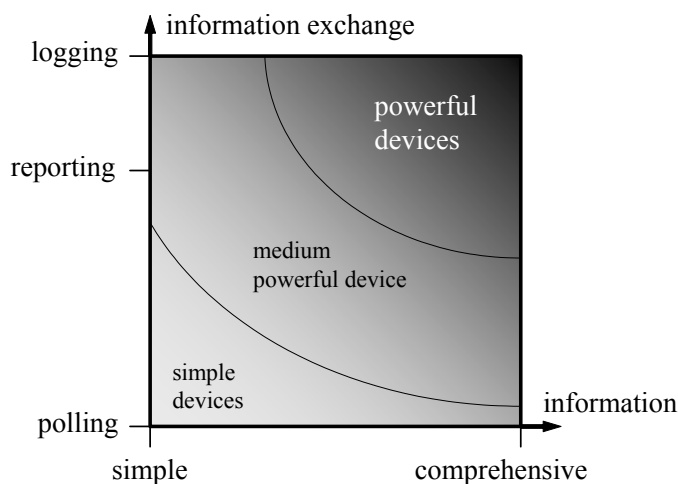 information exchange
logging
powerful
devices
reporting
medium
powerful device
simple
devices
information
polling
simple
comprehensive